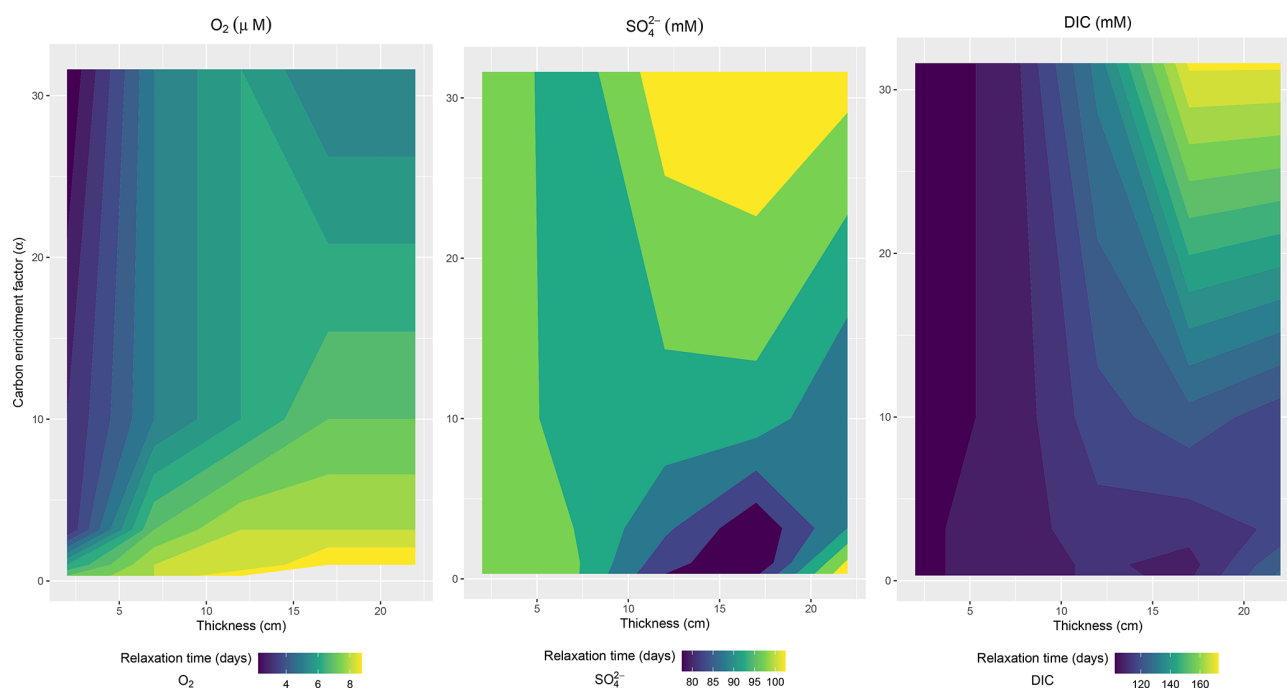 O₂ (μ M)
SO₄²⁻ (mM)
DIC (mM)
Carbon enrichment factor (α)
30
20
10
0
5
10
15
20
Thickness (cm)
30
20
10
0
5
10
15
20
Thickness (cm)
30
20
10
0
5
10
15
20
Thickness (cm)
Relaxation time (days)
O₂
4 6 8
Relaxation time (days)
SO₄²⁻
80 85 90 95 100
Relaxation time (days)
DIC
120 140 160